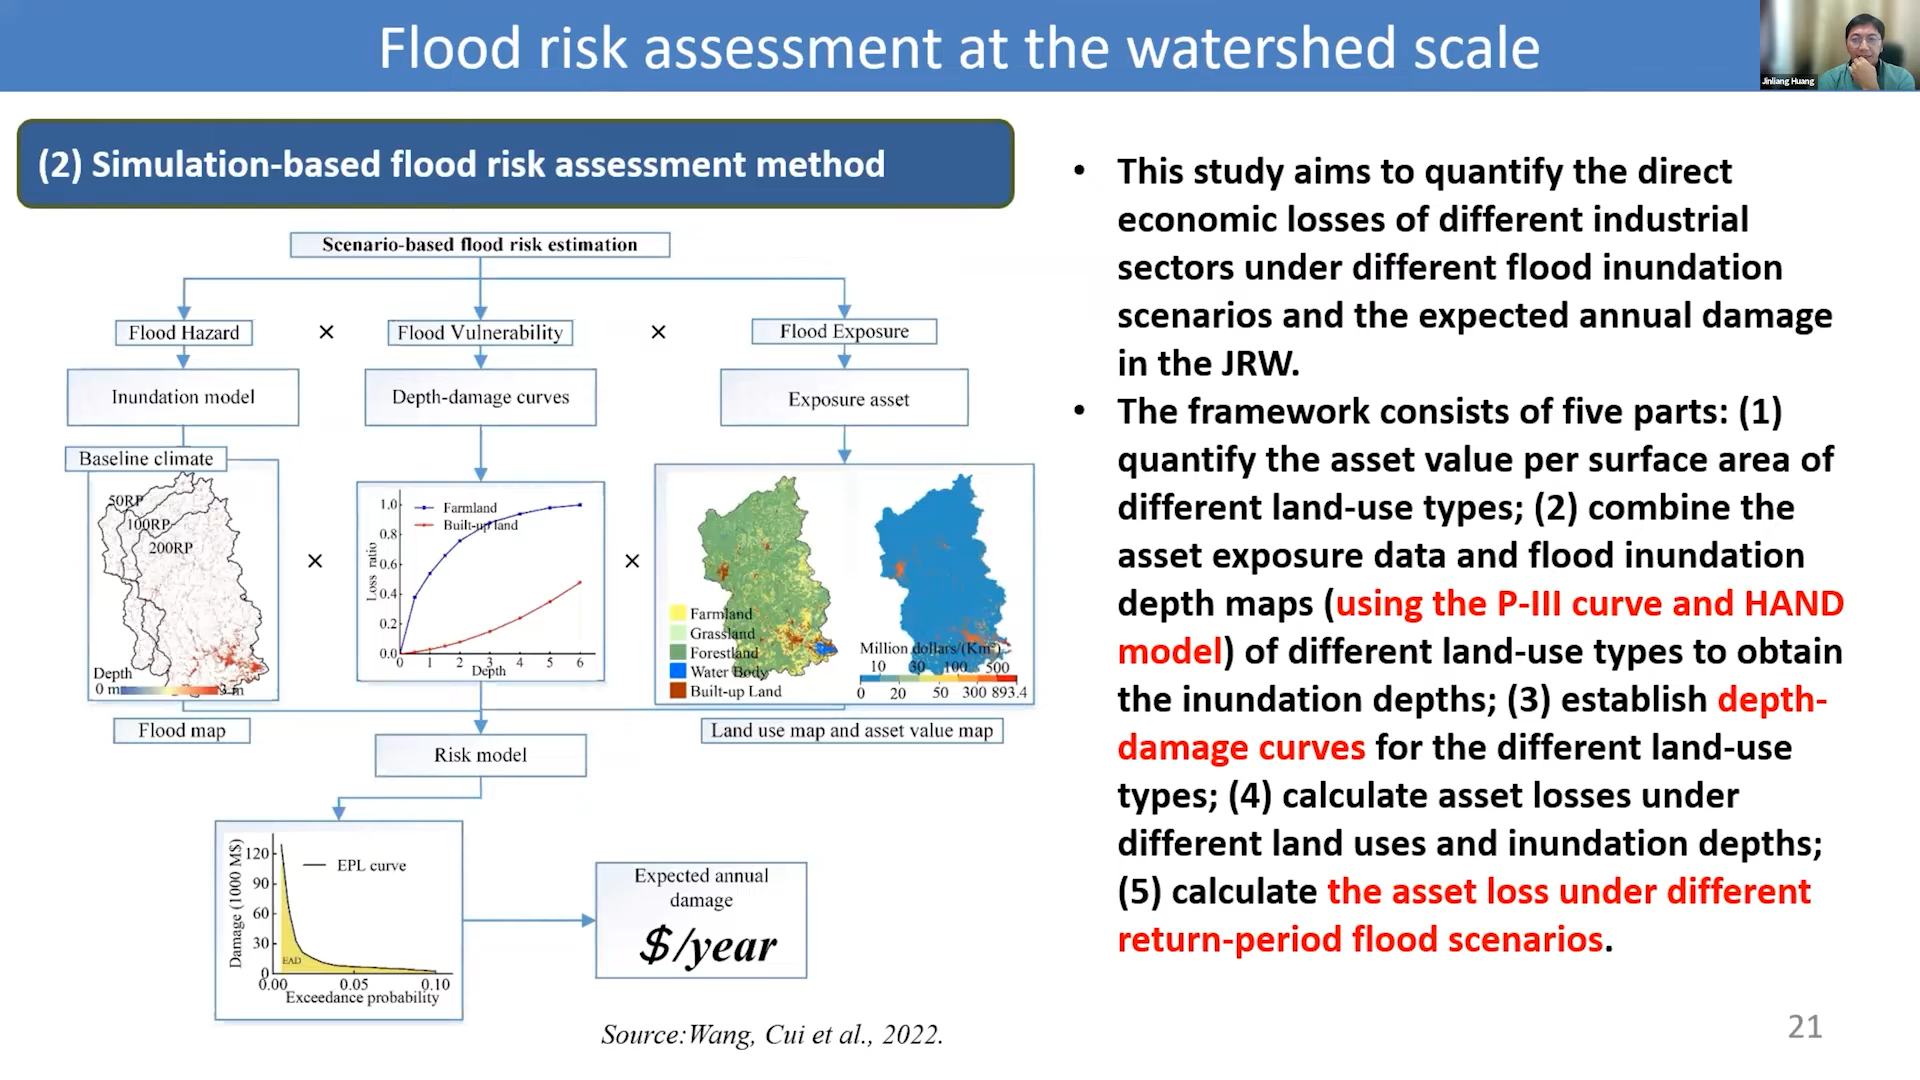 Flood risk assessment at the watershed scale
Jinliang Huang
(2) Simulation-based flood risk assessment method
Scenario-based flood risk estimation
Flood Hazard
×
Flood Vulnerability
×
Flood Exposure
Inundation model
Depth-damage curves
Exposure asset
Baseline climate
50RP
100RP
200RP
Depth
0 m
3 m
Flood map
×
1.0
0.8
0.6
0.4
0.2
0.0
Loss ratio
Farmland
Built-up land
0 1 2 3 4 5 6
Depth
×
Farmland
Grassland
Forestland
Water Body
Built-up Land
Million dollars/(Km²)
10 30 100 500
0 20 50 300 893.4
Land use map and asset value map
Risk model
Damage (1000 M$)
120
90
60
30
0
EPL curve
EAD
0.00 0.05 0.10
Exceedance probability
Expected annual
damage
$/year
Source:Wang, Cui et al., 2022.
• This study aims to quantify the direct
economic losses of different industrial
sectors under different flood inundation
scenarios and the expected annual damage
in the JRW.
• The framework consists of five parts: (1)
quantify the asset value per surface area of
different land-use types; (2) combine the
asset exposure data and flood inundation
depth maps (using the P-III curve and HAND
model) of different land-use types to obtain
the inundation depths; (3) establish depth-
damage curves for the different land-use
types; (4) calculate asset losses under
different land uses and inundation depths;
(5) calculate the asset loss under different
return-period flood scenarios.
21